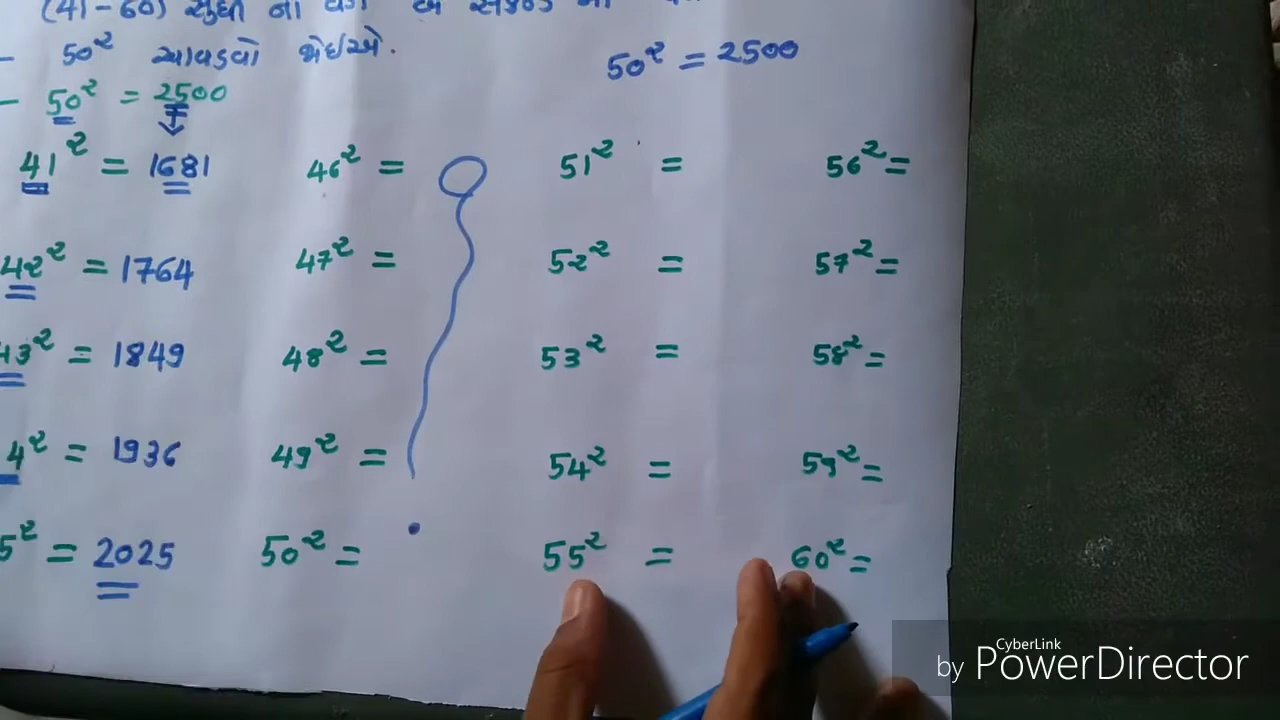 (41-60) સુધી ના વર્ગ
- 50² આવડવો જોઈએ.
50² = 2500
- 50² = 2500
41² = 1681 46² = 51² = 56² =
42² = 1764 47² = 52² = 57² =
43² = 1849 48² = 53² = 58² =
4² = 1936 49² = 54² = 59² =
5² = 2025 50² = 55² = 60² =
by CyberLink PowerDirector